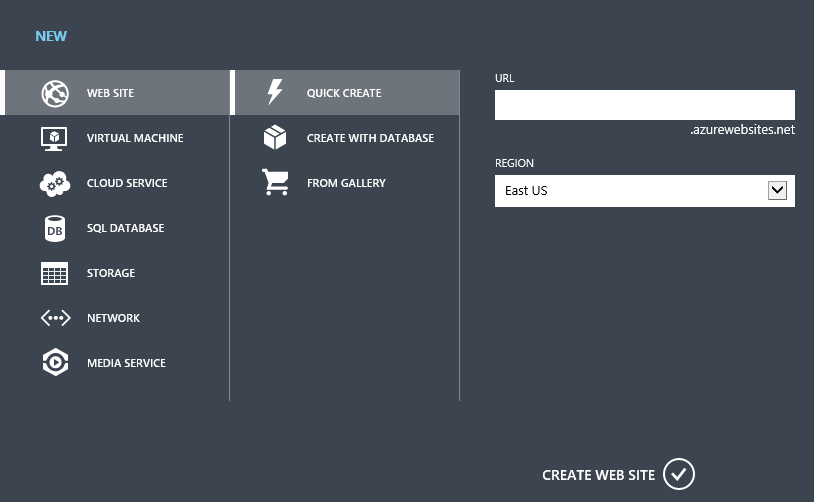 NEW
WEB SITE
VIRTUAL MACHINE
CLOUD SERVICE
DB
SQL DATABASE
STORAGE
NETWORK
MEDIA SERVICE
QUICK CREATE
CREATE WITH DATABASE
FROM GALLERY
URL
.azurewebsites.net
REGION
East US
CREATE WEB SITE